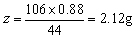 z = 106 × 0.88 / 44 = 2.12g